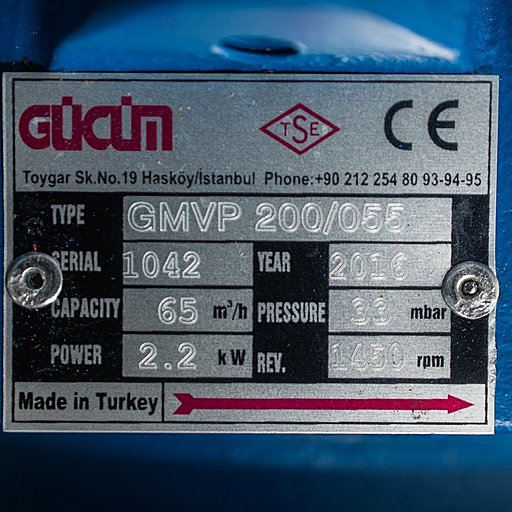 GÜCÜM TSE CE
Toygar Sk.No.19 Hasköy/İstanbul Phone:+90 212 254 80 93-94-95
TYPE GMVP 200/055
SERIAL 1042 YEAR 2016
CAPACITY 65 m³/h PRESSURE 33 mbar
POWER 2.2 kW REV. 1450 rpm
Made in Turkey